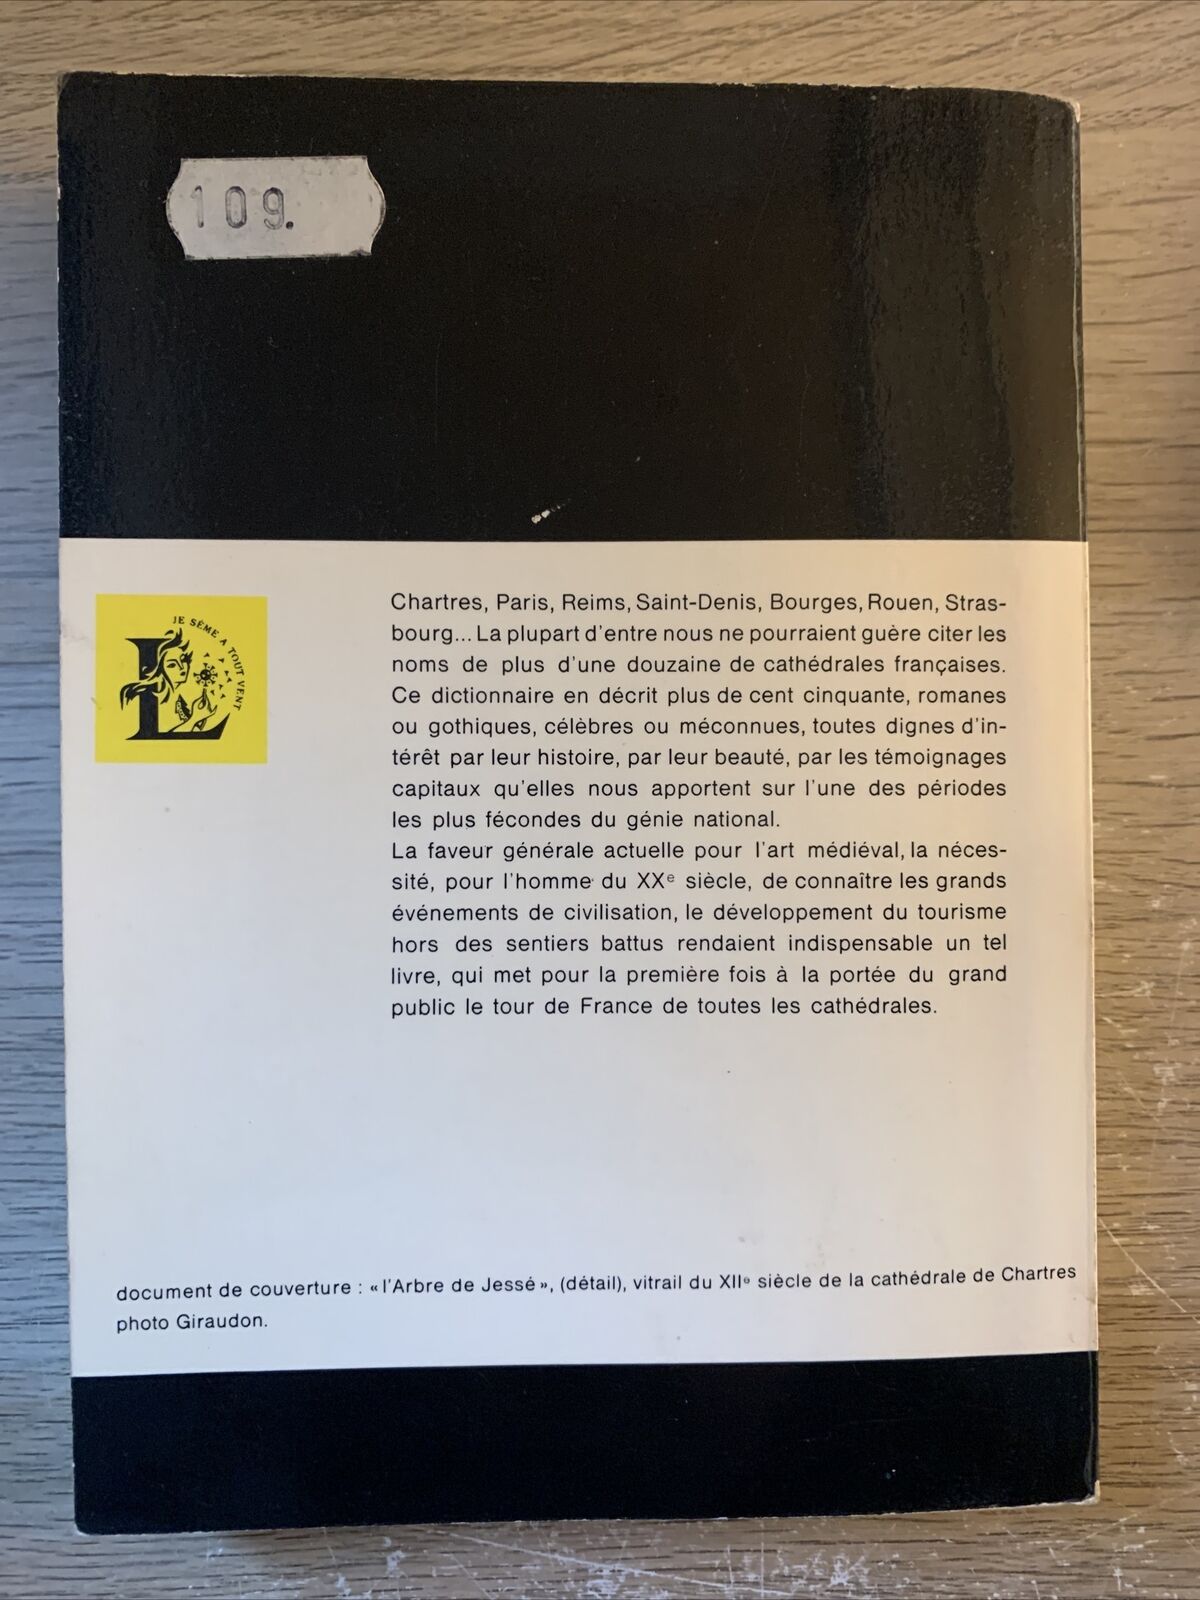 109.
JE SÈME A TOUT VENT
L
Chartres, Paris, Reims, Saint-Denis, Bourges, Rouen, Stras-
bourg... La plupart d'entre nous ne pourraient guère citer les
noms de plus d'une douzaine de cathédrales françaises.
Ce dictionnaire en décrit plus de cent cinquante, romanes
ou gothiques, célèbres ou méconnues, toutes dignes d'in-
térêt par leur histoire, par leur beauté, par les témoignages
capitaux qu'elles nous apportent sur l'une des périodes
les plus fécondes du génie national.
La faveur générale actuelle pour l'art médiéval, la néces-
sité, pour l'homme du XXe siècle, de connaître les grands
événements de civilisation, le développement du tourisme
hors des sentiers battus rendaient indispensable un tel
livre, qui met pour la première fois à la portée du grand
public le tour de France de toutes les cathédrales.
document de couverture : «l'Arbre de Jessé», (détail), vitrail du XIIe siècle de la cathédrale de Chartres
photo Giraudon.